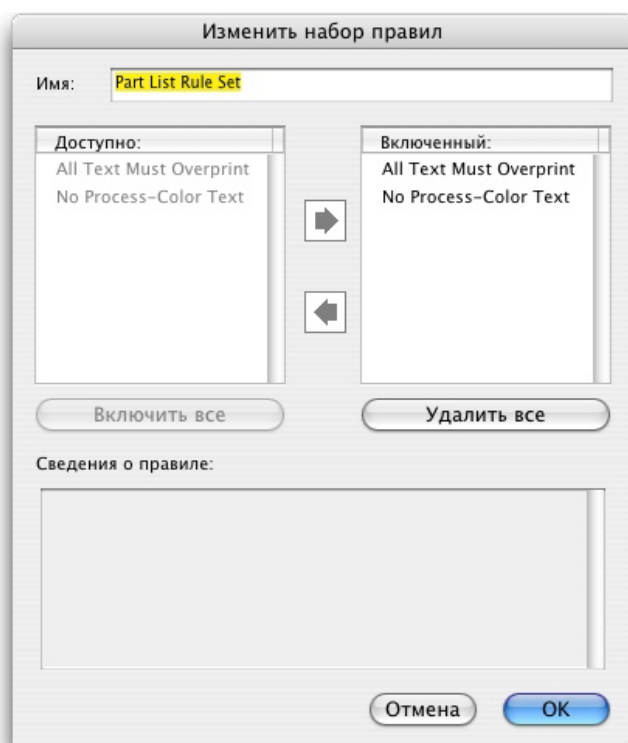 Изменить набор правил
Имя: Part List Rule Set
Доступно:
All Text Must Overprint
No Process-Color Text
Включенный:
All Text Must Overprint
No Process-Color Text
Включить все
Удалить все
Сведения о правиле:
Отмена
OK